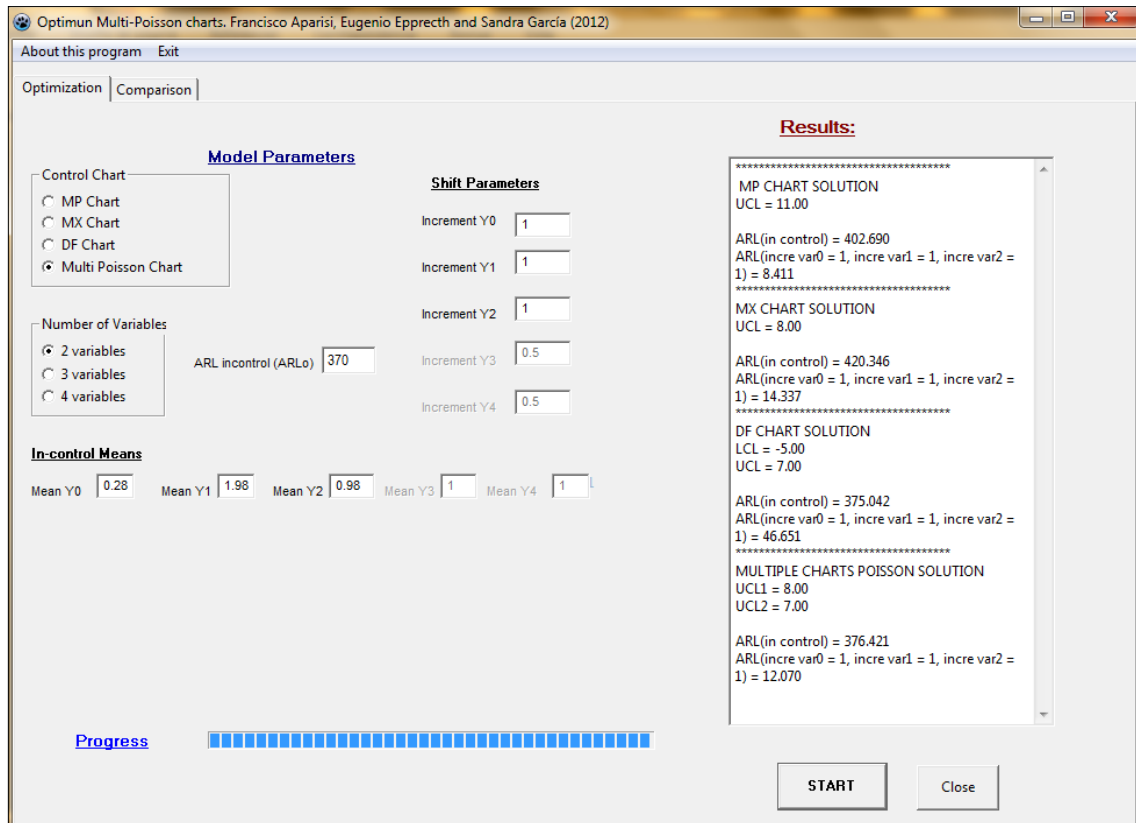 Optimun Multi-Poisson charts. Francisco Aparisi, Eugenio Epprecth and Sandra García (2012)
About this program Exit
Optimization Comparison
Model Parameters
Control Chart
MP Chart
MX Chart
DF Chart
Multi Poisson Chart
Number of Variables
2 variables
3 variables
4 variables
ARL incontrol (ARLo) 370
Shift Parameters
Increment Y0 1
Increment Y1 1
Increment Y2 1
Increment Y3 0.5
Increment Y4 0.5
In-control Means
Mean Y0 0.28 Mean Y1 1.98 Mean Y2 0.98 Mean Y3 1 Mean Y4 1
Progress
Results:
*************************************
MP CHART SOLUTION
UCL = 11.00
ARL(in control) = 402.690
ARL(incre var0 = 1, incre var1 = 1, incre var2 =
1) = 8.411
*************************************
MX CHART SOLUTION
UCL = 8.00
ARL(in control) = 420.346
ARL(incre var0 = 1, incre var1 = 1, incre var2 =
1) = 14.337
*************************************
DF CHART SOLUTION
LCL = -5.00
UCL = 7.00
ARL(in control) = 375.042
ARL(incre var0 = 1, incre var1 = 1, incre var2 =
1) = 46.651
*************************************
MULTIPLE CHARTS POISSON SOLUTION
UCL1 = 8.00
UCL2 = 7.00
ARL(in control) = 376.421
ARL(incre var0 = 1, incre var1 = 1, incre var2 =
1) = 12.070
START
Close